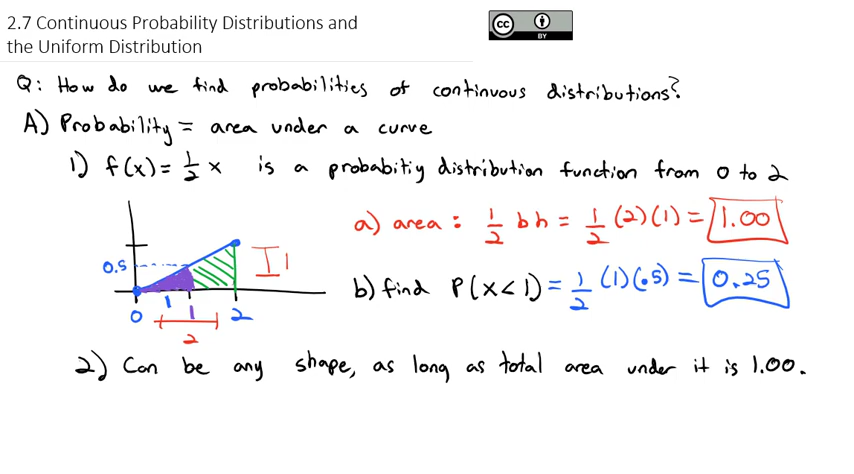 2.7 Continuous Probability Distributions and
the Uniform Distribution
cc
BY
Q: How do we find probabilities of continuous distributions?
A) Probability = area under a curve
1) f(x) = 1/2 x is a probabitiy distribution function from 0 to 2
a) area: 1/2 bh = 1/2 (2)(1) = 1.00
0.5
1
b) find P(x<1) = 1/2 (1)(.5) = 0.25
1
0 1 2
2
2) Can be any shape, as long as total area under it is 1.00.